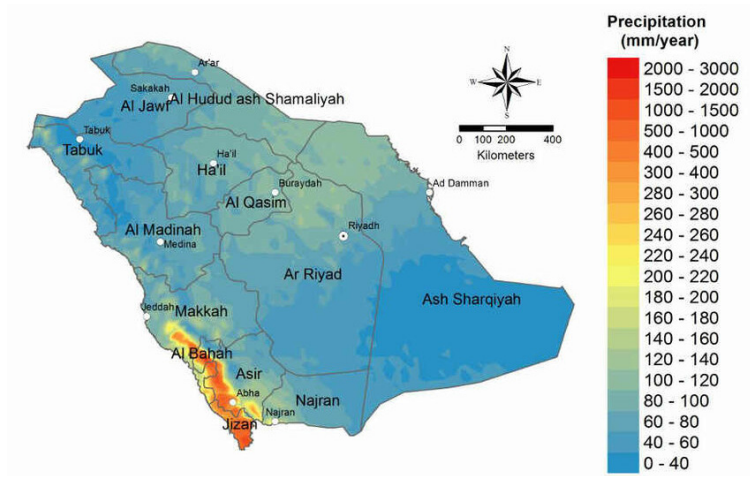 Precipitation
(mm/year)
2000 - 3000
1500 - 2000
1000 - 1500
500 - 1000
400 - 500
300 - 400
280 - 300
260 - 280
240 - 260
220 - 240
200 - 220
180 - 200
160 - 180
140 - 160
120 - 140
100 - 120
80 - 100
60 - 80
40 - 60
0 - 40
N
W E
S
0 100 200 400
Kilometers
Ar'ar
Sakakah
Al Jawf
Al Hudud ash Shamaliyah
Tabuk
Tabuk
Ha'il
Ha'il
Buraydah
Al Qasim
Ad Damman
Al Madinah
Medina
Riyadh
Ar Riyad
Ash Sharqiyah
Jeddah
Makkah
Al Bahah
Asir
Abha
Najran
Najran
Jizan